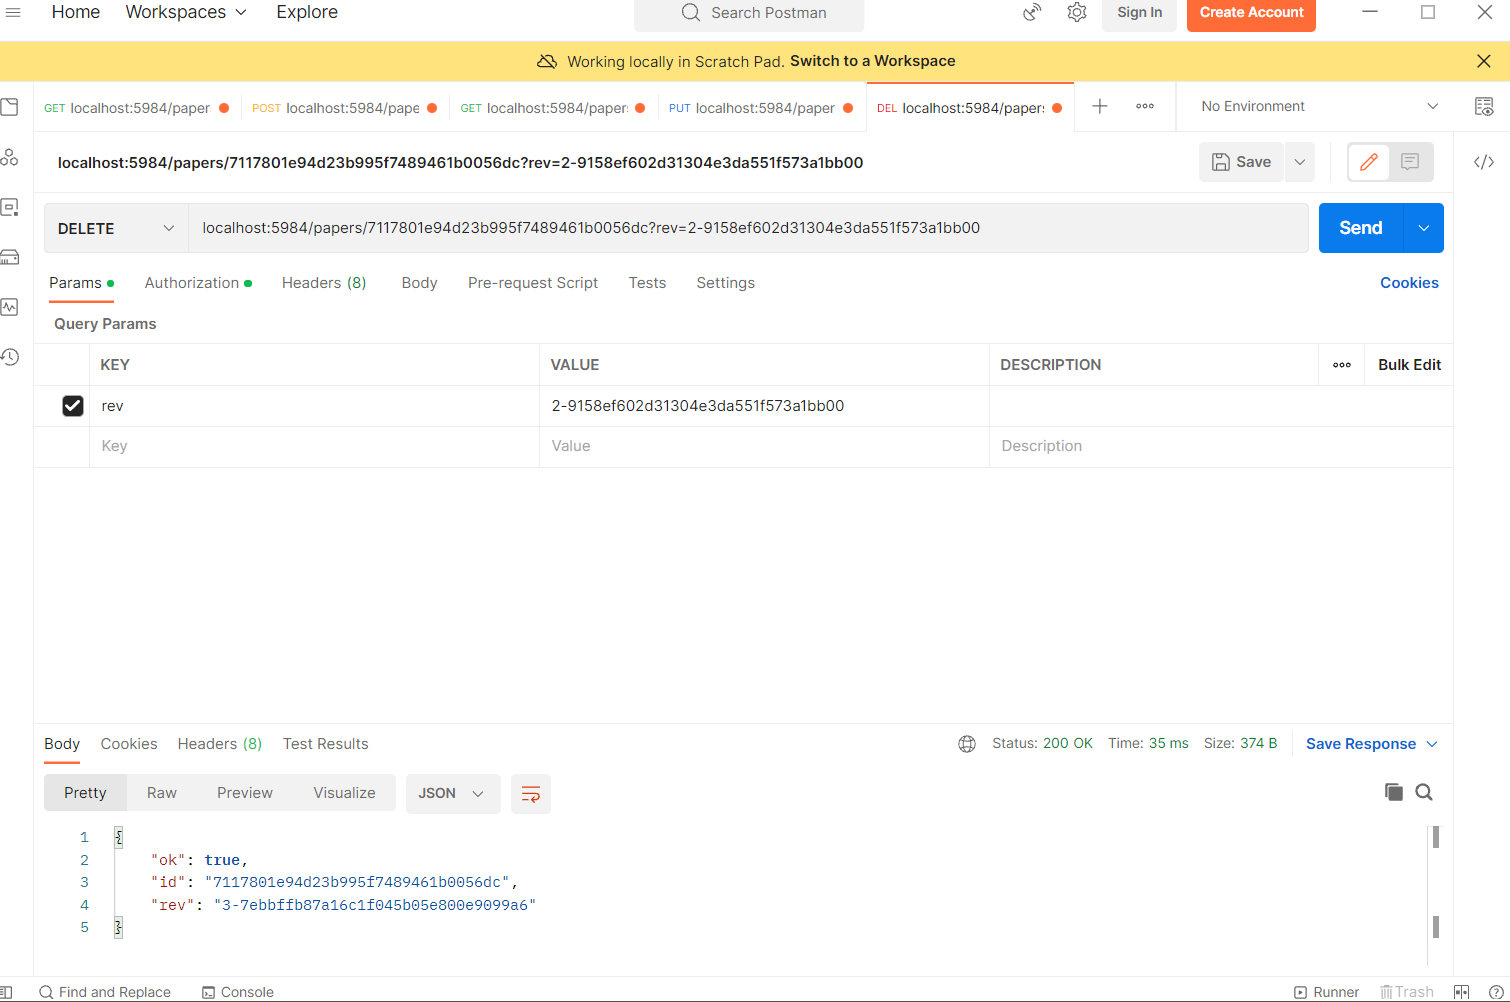 Home Workspaces Explore Search Postman Sign In Create Account
Working locally in Scratch Pad. Switch to a Workspace
GET localhost:5984/paper POST localhost:5984/pape GET localhost:5984/paper PUT localhost:5984/paper DEL localhost:5984/papers No Environment
localhost:5984/papers/7117801e94d23b995f7489461b0056dc?rev=2-9158ef602d31304e3da551f573a1bb00 Save
DELETE localhost:5984/papers/7117801e94d23b995f7489461b0056dc?rev=2-9158ef602d31304e3da551f573a1bb00 Send
Params Authorization Headers (8) Body Pre-request Script Tests Settings Cookies
Query Params
KEY VALUE DESCRIPTION Bulk Edit
rev 2-9158ef602d31304e3da551f573a1bb00
Key Value Description
Body Cookies Headers (8) Test Results Status: 200 OK Time: 35 ms Size: 374 B Save Response
Pretty Raw Preview Visualize JSON
1 {
2 "ok": true,
3 "id": "7117801e94d23b995f7489461b0056dc",
4 "rev": "3-7ebbffb87a16c1f045b05e800e9099a6"
5 }
Find and Replace Console Runner Trash